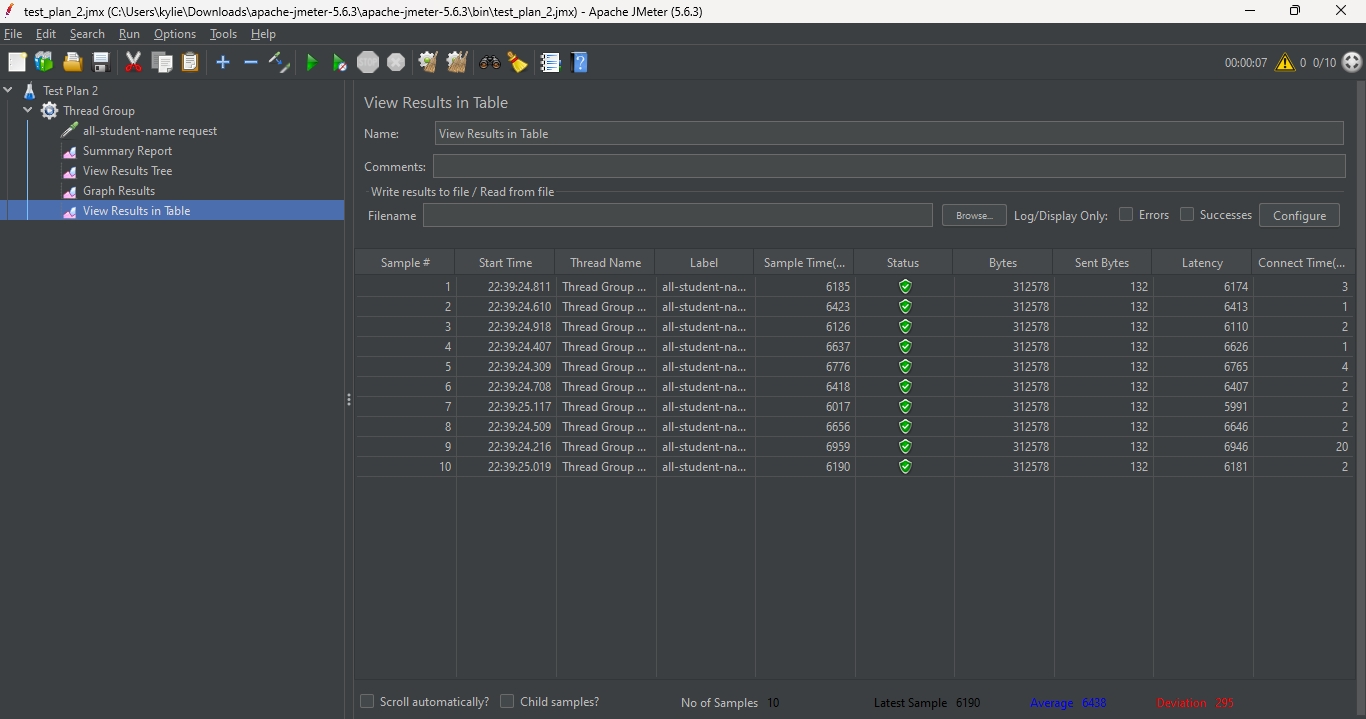 test_plan_2.jmx (C:\Users\kylie\Downloads\apache-jmeter-5.6.3\apache-jmeter-5.6.3\bin\test_plan_2.jmx) - Apache JMeter (5.6.3)
File Edit Search Run Options Tools Help
00:00:07 0 0/10
Test Plan 2
Thread Group
all-student-name request
Summary Report
View Results Tree
Graph Results
View Results in Table
View Results in Table
Name: View Results in Table
Comments:
Write results to file / Read from file
Filename Browse... Log/Display Only: Errors Successes Configure
Sample # Start Time Thread Name Label Sample Time(... Status Bytes Sent Bytes Latency Connect Time(...
1 22:39:24.811 Thread Group ... all-student-na... 6185 312578 132 6174 3
2 22:39:24.610 Thread Group ... all-student-na... 6423 312578 132 6413 1
3 22:39:24.918 Thread Group ... all-student-na... 6126 312578 132 6110 2
4 22:39:24.407 Thread Group ... all-student-na... 6637 312578 132 6626 1
5 22:39:24.309 Thread Group ... all-student-na... 6776 312578 132 6765 4
6 22:39:24.708 Thread Group ... all-student-na... 6418 312578 132 6407 2
7 22:39:25.117 Thread Group ... all-student-na... 6017 312578 132 5991 2
8 22:39:24.509 Thread Group ... all-student-na... 6656 312578 132 6646 2
9 22:39:24.216 Thread Group ... all-student-na... 6959 312578 132 6946 20
10 22:39:25.019 Thread Group ... all-student-na... 6190 312578 132 6181 2
Scroll automatically? Child samples? No of Samples 10 Latest Sample 6190 Average 6438 Deviation 295